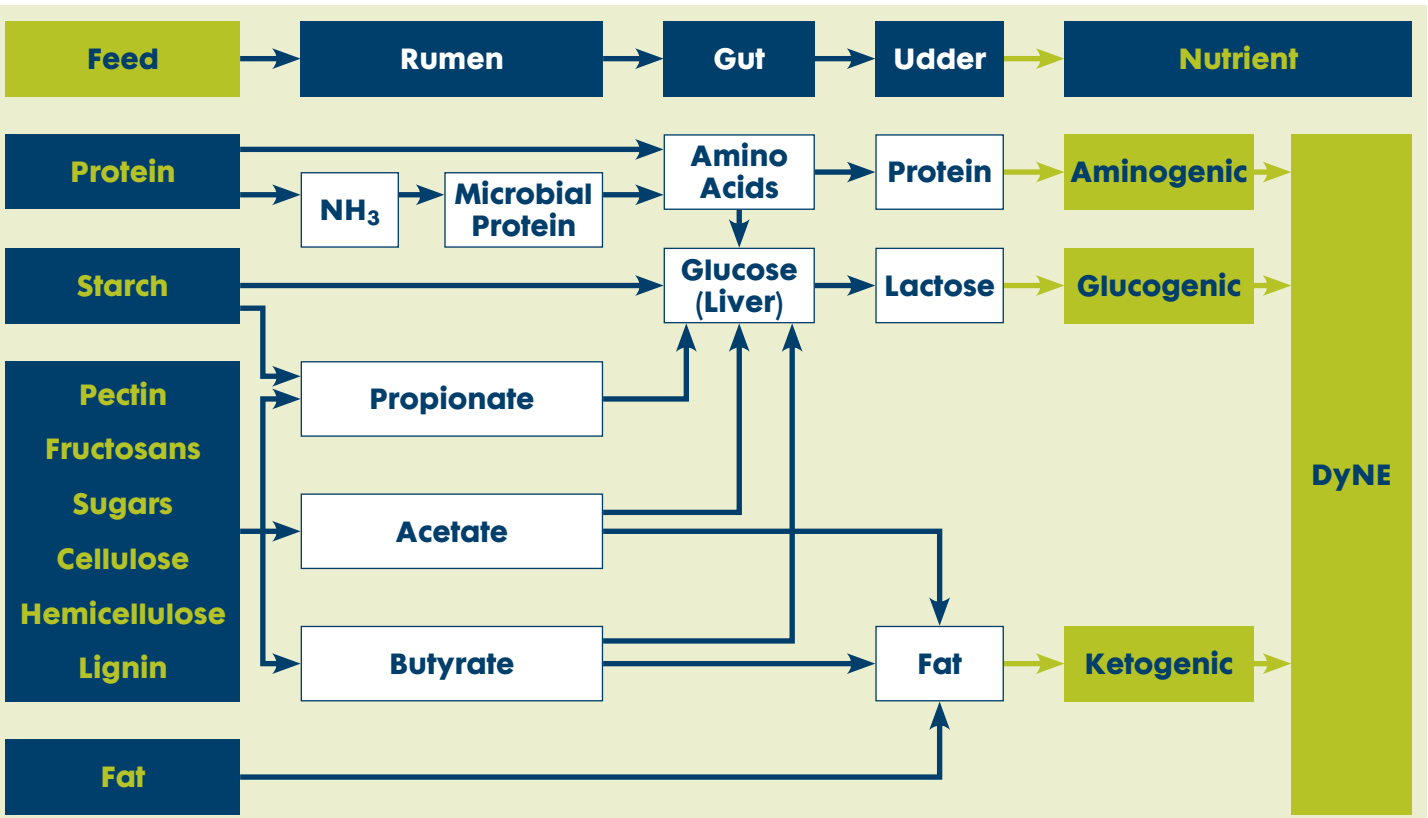 Feed
Rumen
Gut
Udder
Nutrient
Protein
NH₃
Microbial
Protein
Amino
Acids
Protein
Aminogenic
Starch
Glucose
(Liver)
Lactose
Glucogenic
Pectin
Fructosans
Sugars
Cellulose
Hemicellulose
Lignin
Propionate
Acetate
Butyrate
Fat
Ketogenic
DyNE
Fat